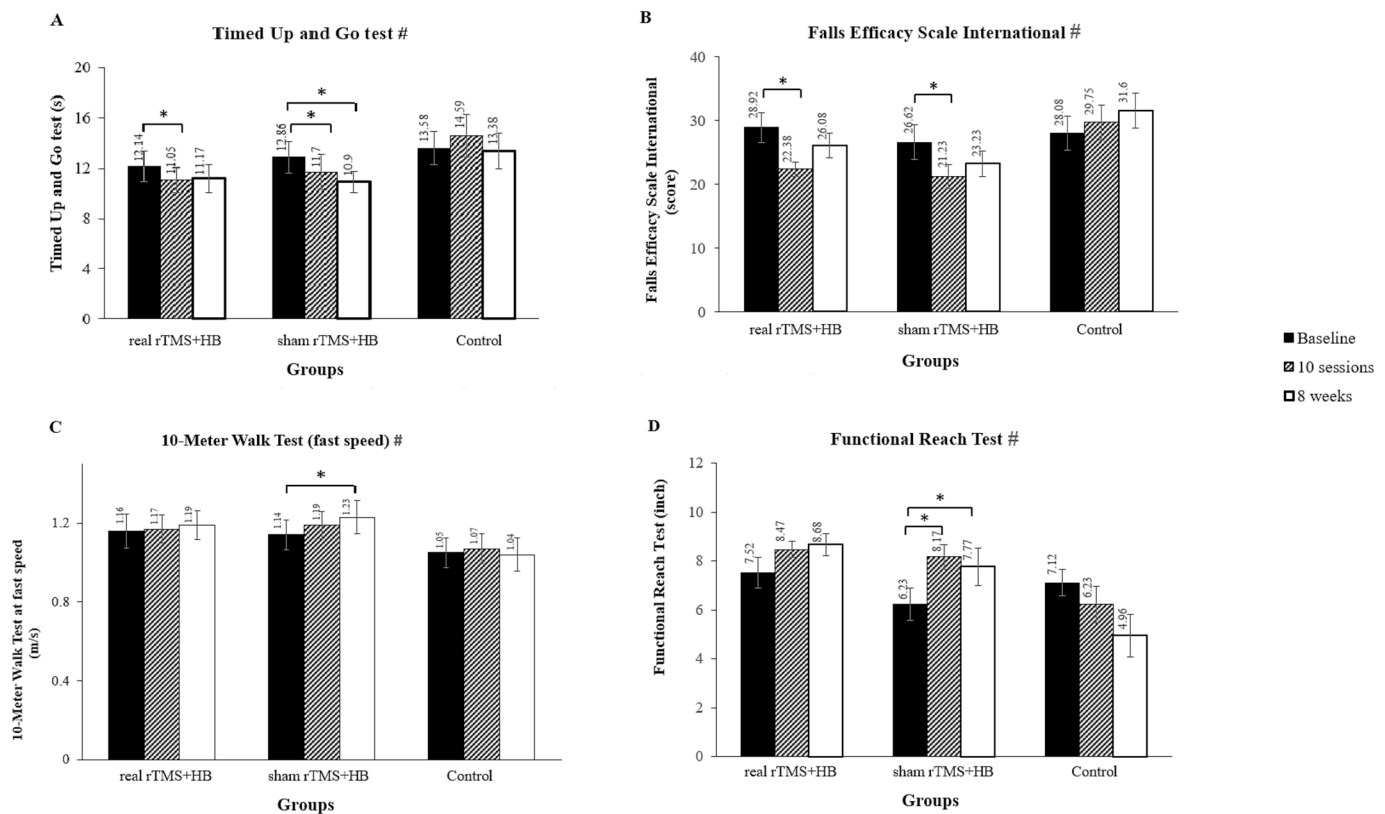 A
Timed Up and Go test #
Timed Up and Go test (s)
20
16
12
8
4
0
*
*
*
12.14
11.05
11.17
12.86
11.7
10.9
13.58
14.59
13.38
real rTMS+HB
sham rTMS+HB
Control
Groups
B
Falls Efficacy Scale International #
Falls Efficacy Scale International
(score)
40
30
20
10
0
*
*
28.92
22.38
26.08
26.62
21.23
23.23
28.08
29.75
31.6
real rTMS+HB
sham rTMS+HB
Control
Groups
Baseline
10 sessions
8 weeks
C
10-Meter Walk Test (fast speed) #
10-Meter Walk Test at fast speed
(m/s)
1.2
0.8
0.4
0
*
1.16
1.17
1.19
1.14
1.19
1.23
1.05
1.07
1.04
real rTMS+HB
sham rTMS+HB
Control
Groups
D
Functional Reach Test #
Functional Reach Test (inch)
12
10
8
6
4
2
0
*
*
7.52
8.47
8.68
6.23
8.17
7.77
7.12
6.23
4.96
real rTMS+HB
sham rTMS+HB
Control
Groups